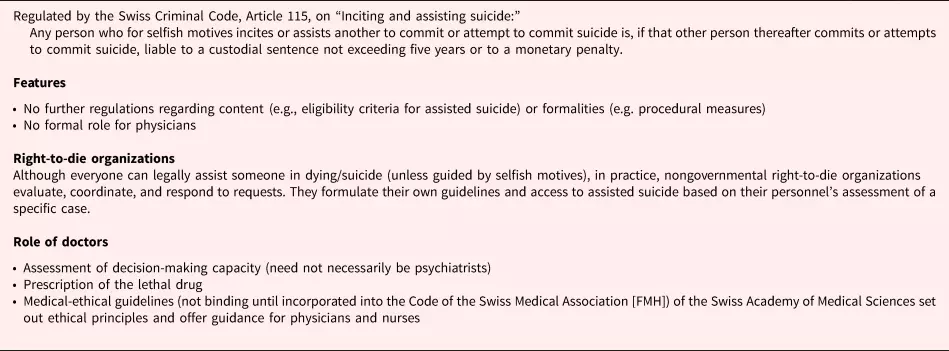 Regulated by the Swiss Criminal Code, Article 115, on “Inciting and assisting suicide:”
Any person who for selfish motives incites or assists another to commit or attempt to commit suicide is, if that other person thereafter commits or attempts
to commit suicide, liable to a custodial sentence not exceeding five years or to a monetary penalty.
Features
• No further regulations regarding content (e.g., eligibility criteria for assisted suicide) or formalities (e.g. procedural measures)
• No formal role for physicians
Right-to-die organizations
Although everyone can legally assist someone in dying/suicide (unless guided by selfish motives), in practice, nongovernmental right-to-die organizations
evaluate, coordinate, and respond to requests. They formulate their own guidelines and access to assisted suicide based on their personnel’s assessment of a
specific case.
Role of doctors
• Assessment of decision-making capacity (need not necessarily be psychiatrists)
• Prescription of the lethal drug
• Medical-ethical guidelines (not binding until incorporated into the Code of the Swiss Medical Association [FMH]) of the Swiss Academy of Medical Sciences set
out ethical principles and offer guidance for physicians and nurses